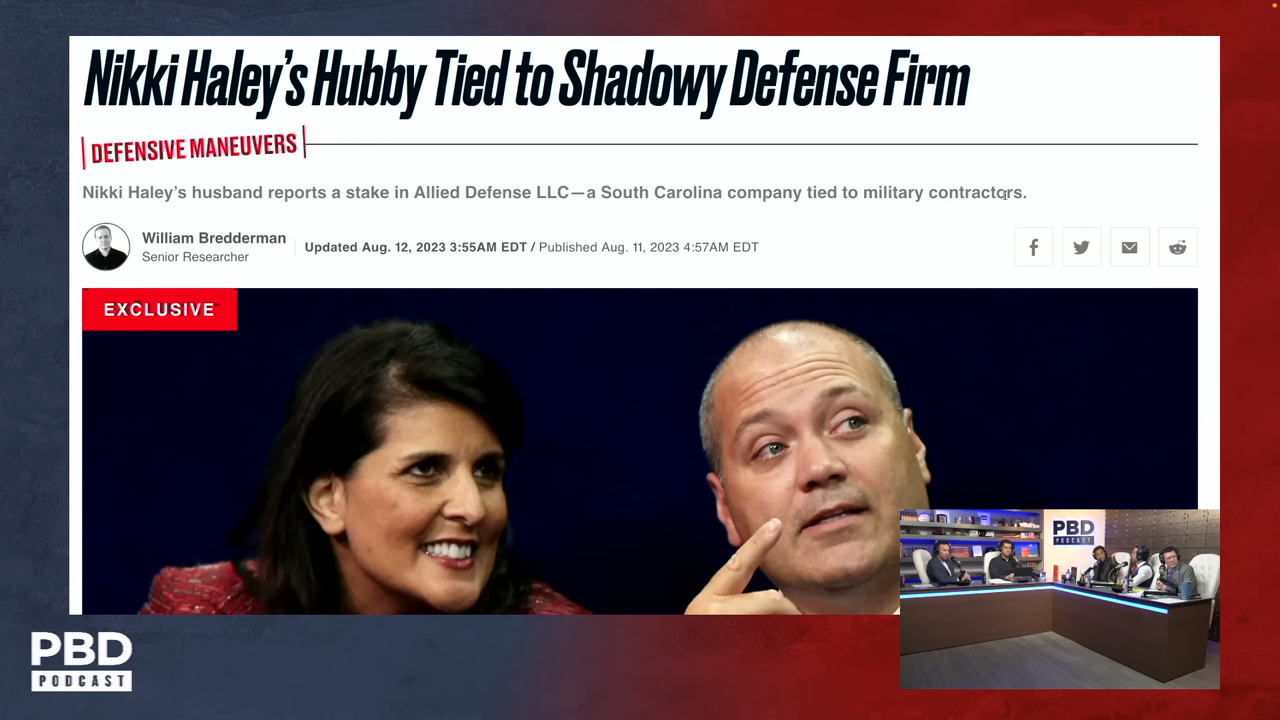 Nikki Haley's Hubby Tied to Shadowy Defense Firm
DEFENSIVE MANEUVERS
Nikki Haley's husband reports a stake in Allied Defense LLC—a South Carolina company tied to military contractors.
William Bredderman
Senior Researcher
Updated Aug. 12, 2023 3:55AM EDT / Published Aug. 11, 2023 4:57AM EDT
EXCLUSIVE
PBD
PODCAST
PBD
PODCAST